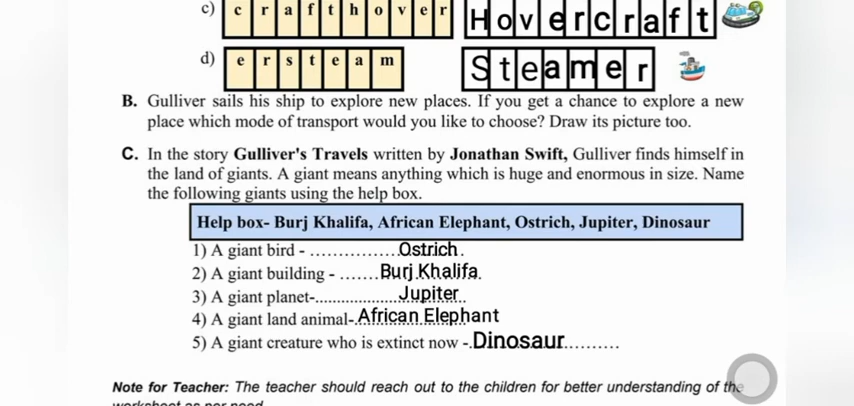 c) c r a f t h o v e r Hovercraft
d) e r s t e a m Steamer
B. Gulliver sails his ship to explore new places. If you get a chance to explore a new
place which mode of transport would you like to choose? Draw its picture too.
C. In the story Gulliver's Travels written by Jonathan Swift, Gulliver finds himself in
the land of giants. A giant means anything which is huge and enormous in size. Name
the following giants using the help box.
Help box- Burj Khalifa, African Elephant, Ostrich, Jupiter, Dinosaur
1) A giant bird - ................Ostrich.
2) A giant building - .......Burj Khalifa.
3) A giant planet-...................Jupiter..
4) A giant land animal-.African Elephant
5) A giant creature who is extinct now -.Dinosaur..........
Note for Teacher: The teacher should reach out to the children for better understanding of the
worksheet as per need.